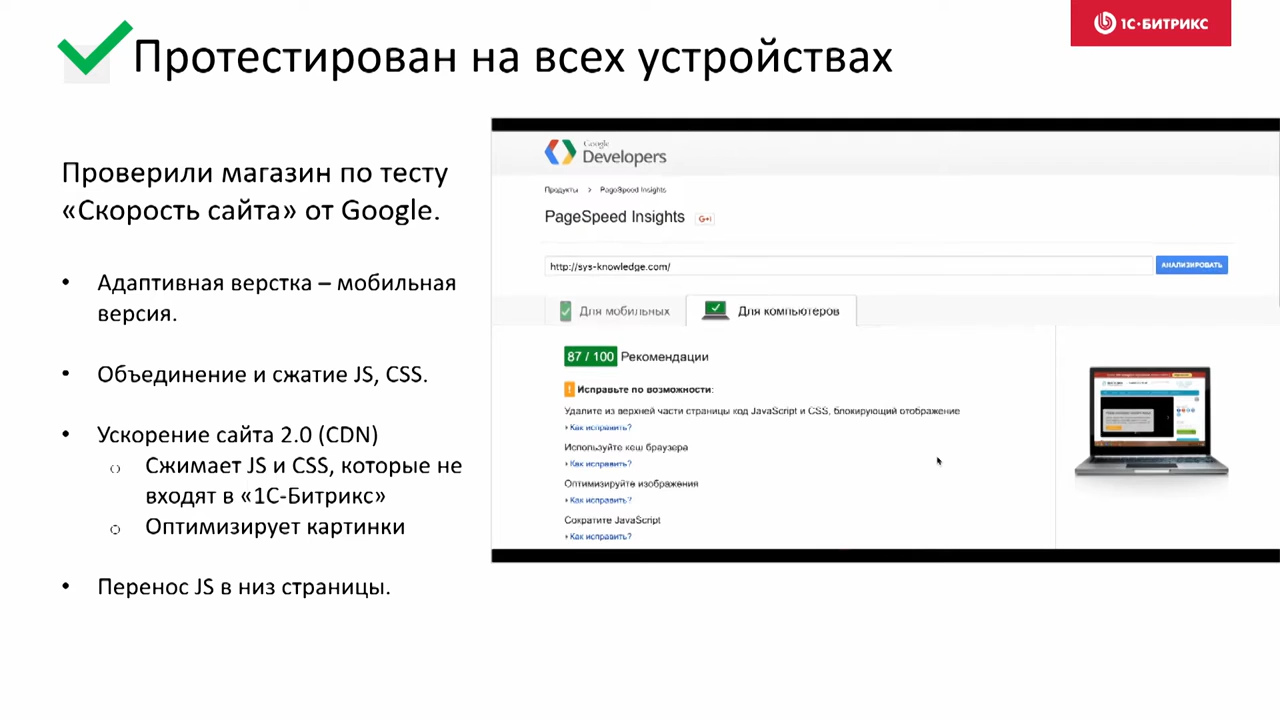 Протестирован на всех устройствах
1С·БИТРИКС
Проверили магазин по тесту
«Скорость сайта» от Google.
• Адаптивная верстка – мобильная
версия.
• Объединение и сжатие JS, CSS.
• Ускорение сайта 2.0 (CDN)
Сжимает JS и CSS, которые не
входят в «1С-Битрикс»
Оптимизирует картинки
• Перенос JS в низ страницы.
Google
Developers
Продукты > PageSpeed Insights
PageSpeed Insights G+1
http://sys-knowledge.com/ АНАЛИЗИРОВАТЬ
Для мобильных Для компьютеров
87 / 100 Рекомендации
! Исправьте по возможности:
Удалите из верхней части страницы код JavaScript и CSS, блокирующий отображение
Как исправить?
Используйте кеш браузера
Как исправить?
Оптимизируйте изображения
Как исправить?
Сократите JavaScript
Как исправить?